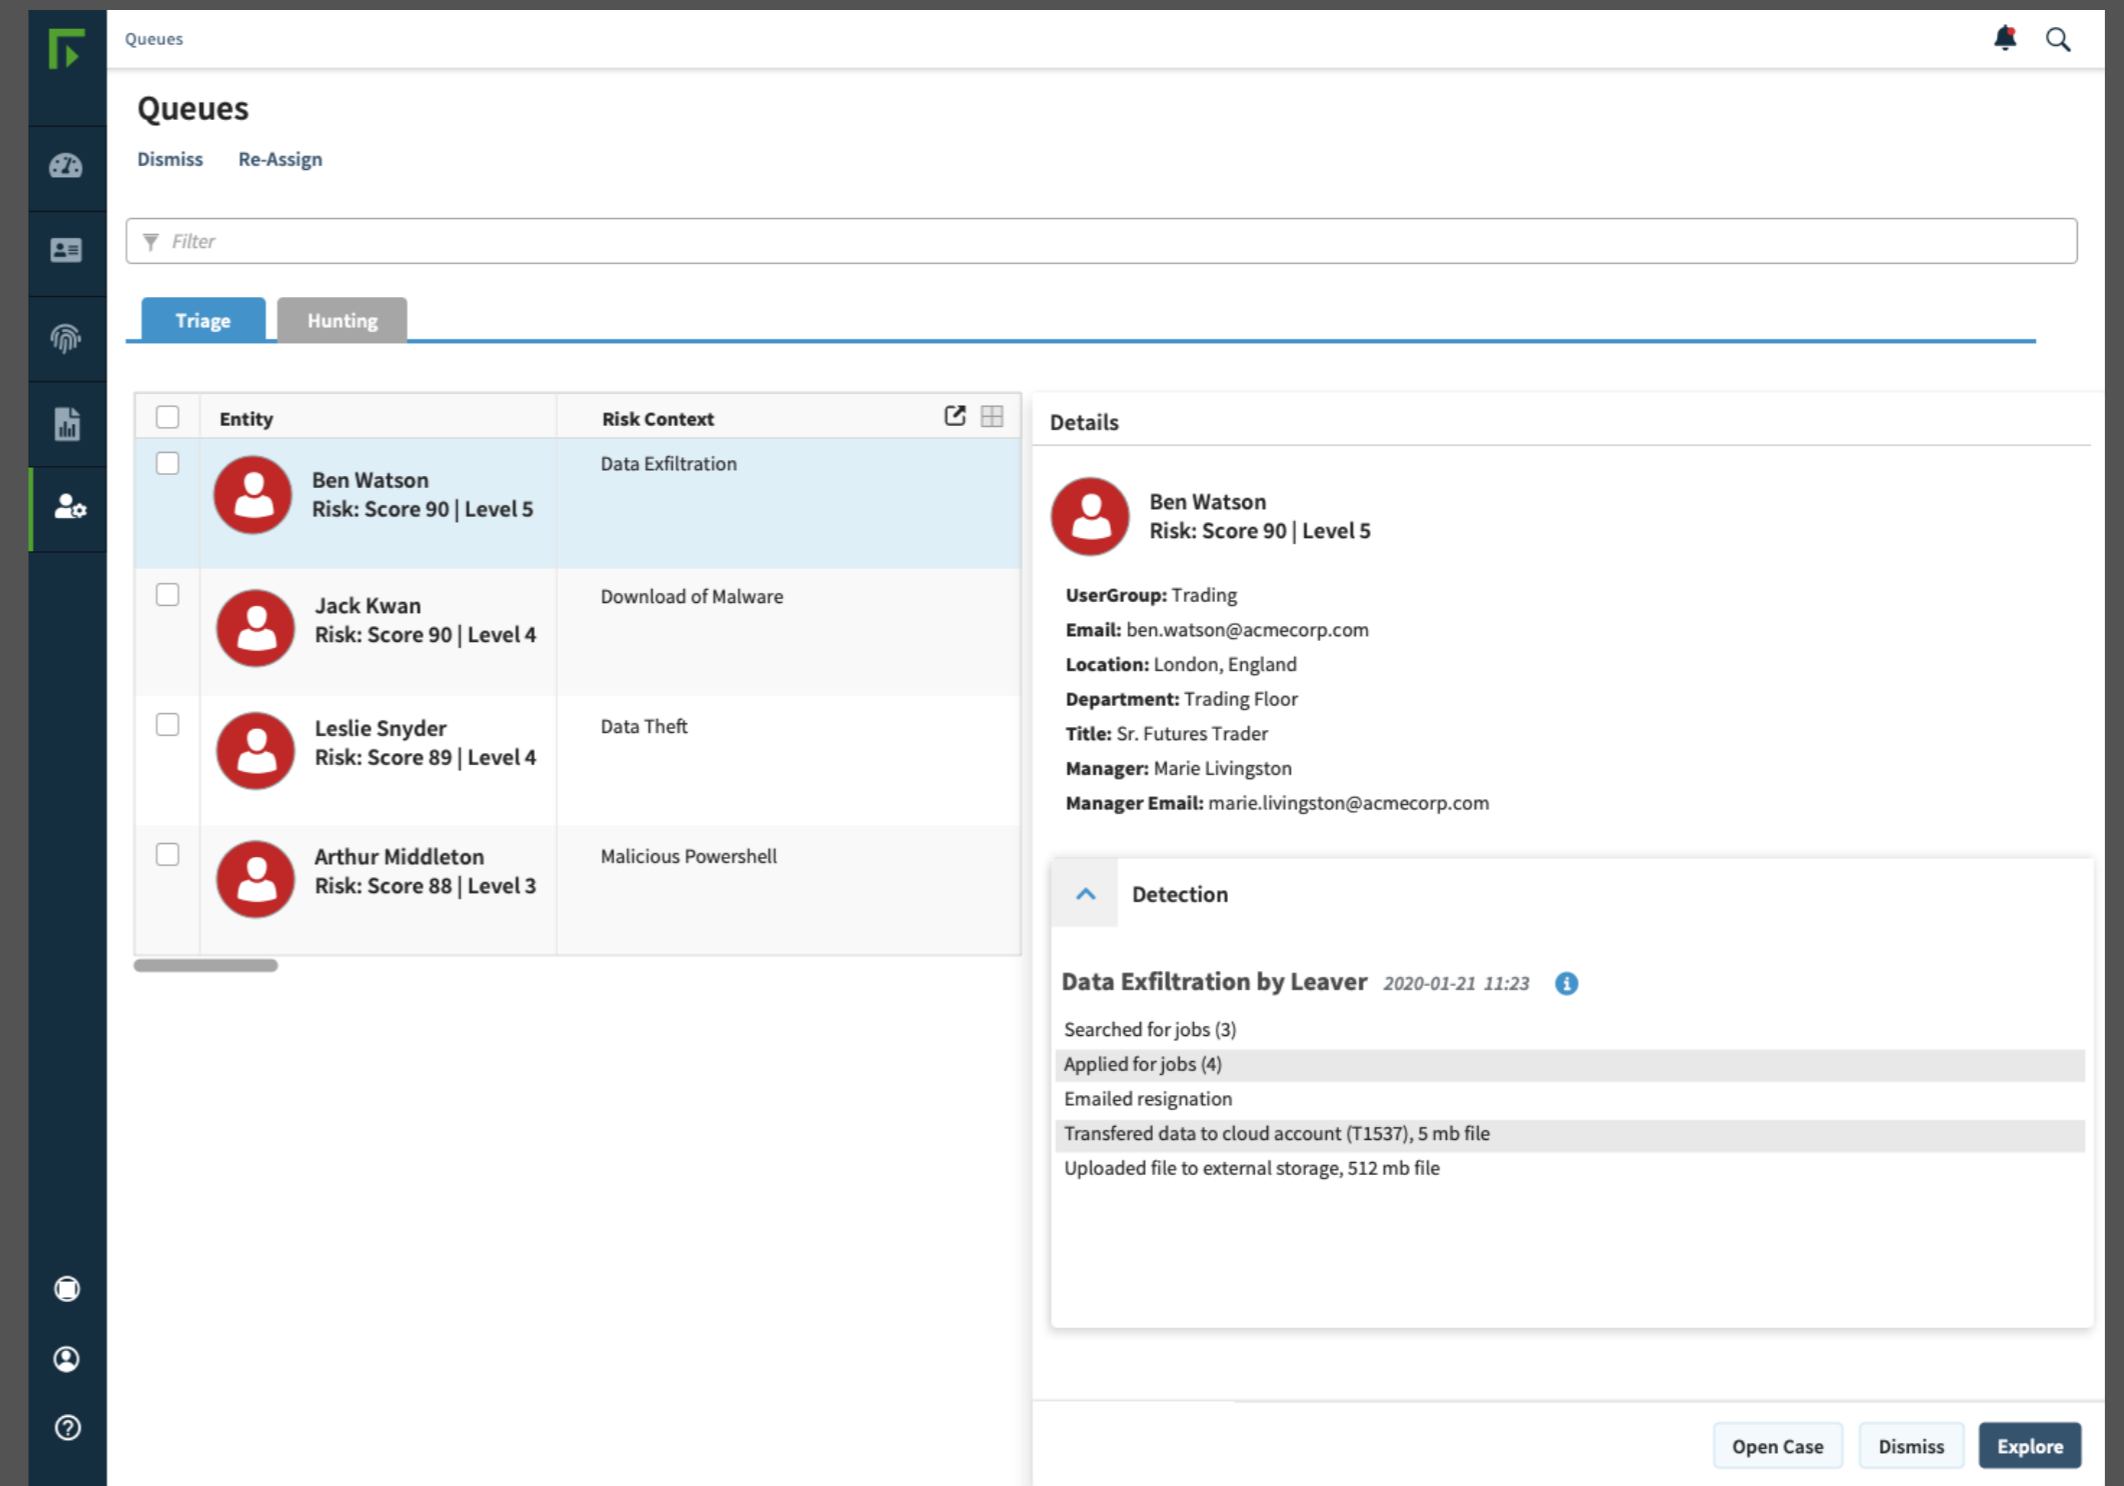 Queues
Queues
Dismiss Re-Assign
Filter
Triage Hunting
Entity Risk Context
Ben Watson
Risk: Score 90 | Level 5
Data Exfiltration
Jack Kwan
Risk: Score 90 | Level 4
Download of Malware
Leslie Snyder
Risk: Score 89 | Level 4
Data Theft
Arthur Middleton
Risk: Score 88 | Level 3
Malicious Powershell
Details
Ben Watson
Risk: Score 90 | Level 5
UserGroup: Trading
Email: ben.watson@acmecorp.com
Location: London, England
Department: Trading Floor
Title: Sr. Futures Trader
Manager: Marie Livingston
Manager Email: marie.livingston@acmecorp.com
Detection
Data Exfiltration by Leaver 2020-01-21 11:23
Searched for jobs (3)
Applied for jobs (4)
Emailed resignation
Transfered data to cloud account (T1537), 5 mb file
Uploaded file to external storage, 512 mb file
Open Case Dismiss Explore